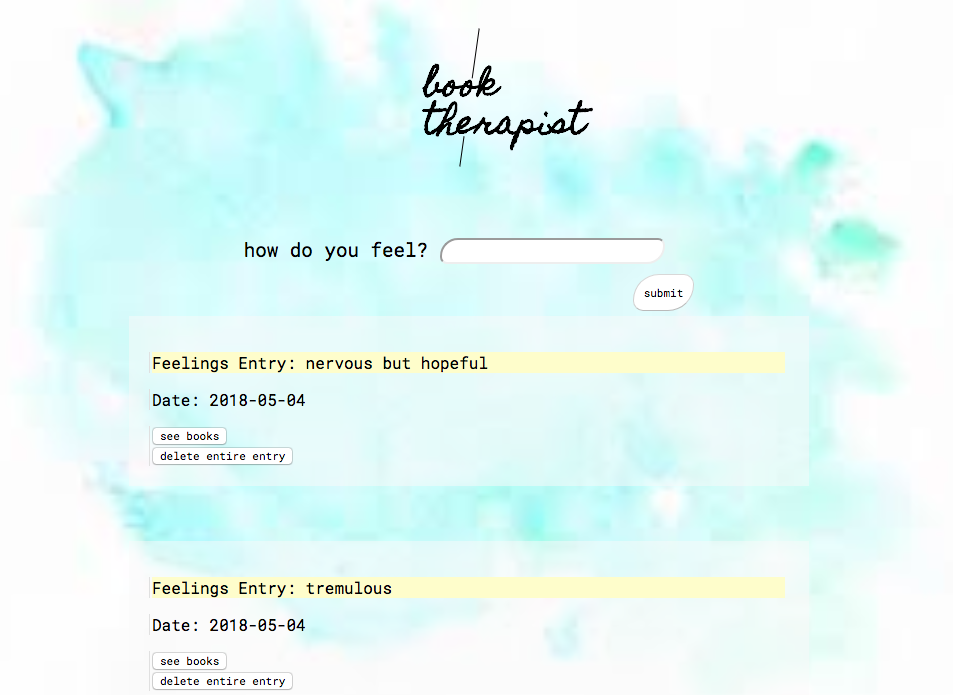 book
therapist
how do you feel?
submit
Feelings Entry: nervous but hopeful
Date: 2018-05-04
see books
delete entire entry
Feelings Entry: tremulous
Date: 2018-05-04
see books
delete entire entry